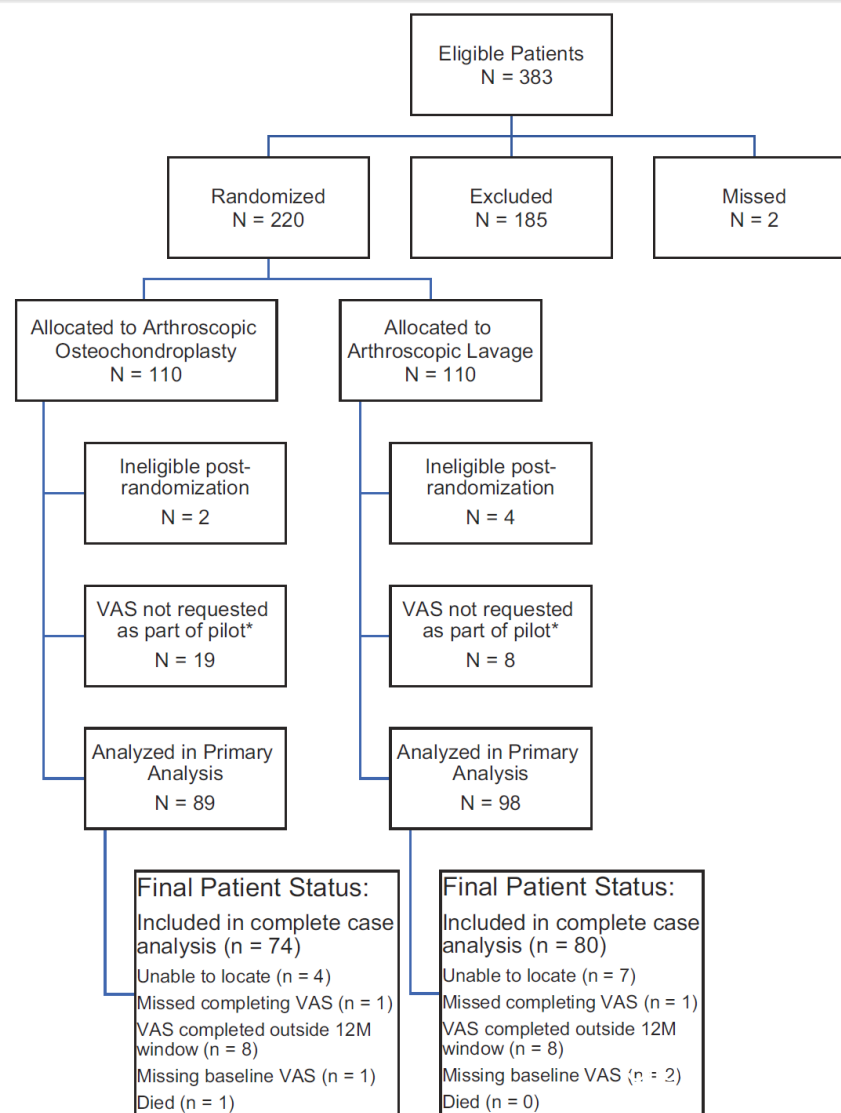 Eligible Patients
N = 383
Randomized
N = 220
Excluded
N = 185
Missed
N = 2
Allocated to Arthroscopic
Osteochondroplasty
N = 110
Allocated to
Arthroscopic Lavage
N = 110
Ineligible post-
randomization
N = 2
Ineligible post-
randomization
N = 4
VAS not requested
as part of pilot*
N = 19
VAS not requested
as part of pilot*
N = 8
Analyzed in Primary
Analysis
N = 89
Analyzed in Primary
Analysis
N = 98
Final Patient Status:
Included in complete case
analysis (n = 74)
Unable to locate (n = 4)
Missed completing VAS (n = 1)
VAS completed outside 12M
window (n = 8)
Missing baseline VAS (n = 1)
Died (n = 1)
Final Patient Status:
Included in complete case
analysis (n = 80)
Unable to locate (n = 7)
Missed completing VAS (n = 1)
VAS completed outside 12M
window (n = 8)
Missing baseline VAS (n = 2)
Died (n = 0)